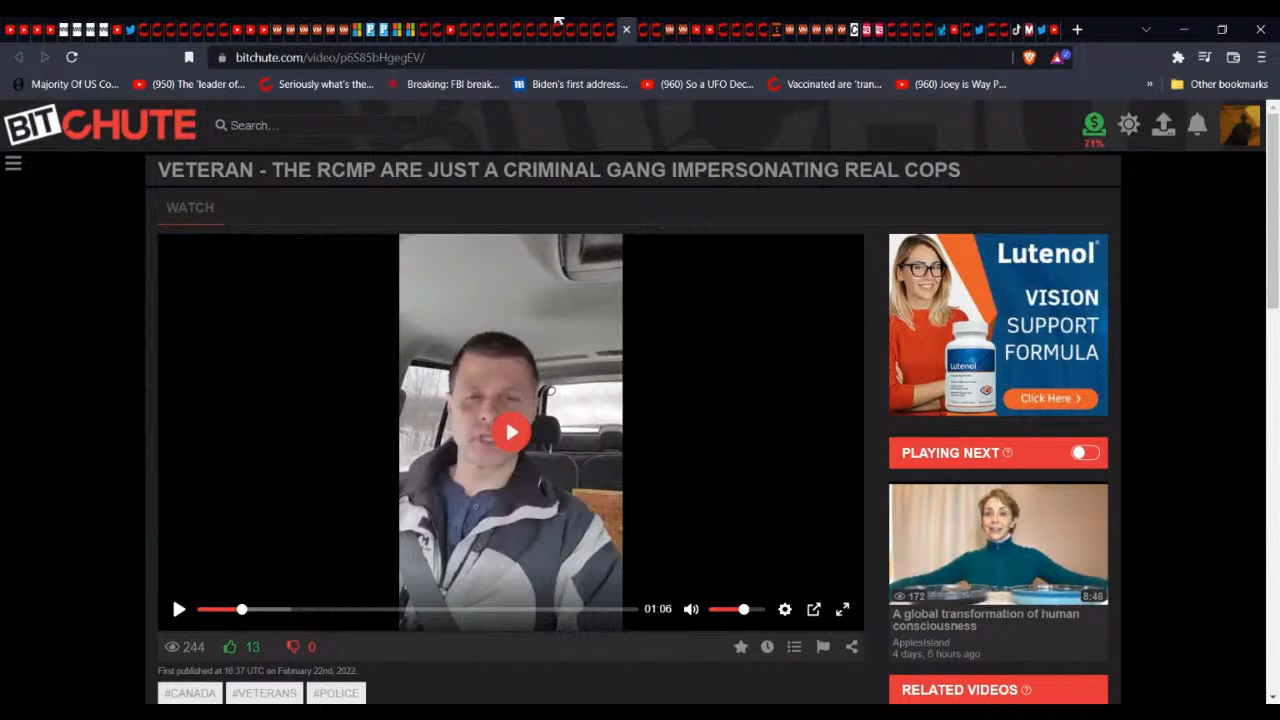 bitchute.com/video/p6S85bHgegEV/
Majority Of US Co...
(950) The 'leader of...
Seriously what's the...
Breaking: FBI break...
Biden's first address...
(960) So a UFO Dec...
Vaccinated are 'tran...
(960) Joey is Way P...
»
Other bookmarks
BITCHUTE
Search...
71%
VETERAN - THE RCMP ARE JUST A CRIMINAL GANG IMPERSONATING REAL COPS
WATCH
Lutenol
VISION
SUPPORT
FORMULA
Lutenol
Click Here >
01:06
PLAYING NEXT
172
8:46
A global transformation of human
consciousness
ApplesIsland
4 days, 6 hours ago
244
13
0
First published at 18:37 UTC on February 22nd, 2022.
#CANADA
#VETERANS
#POLICE
RELATED VIDEOS